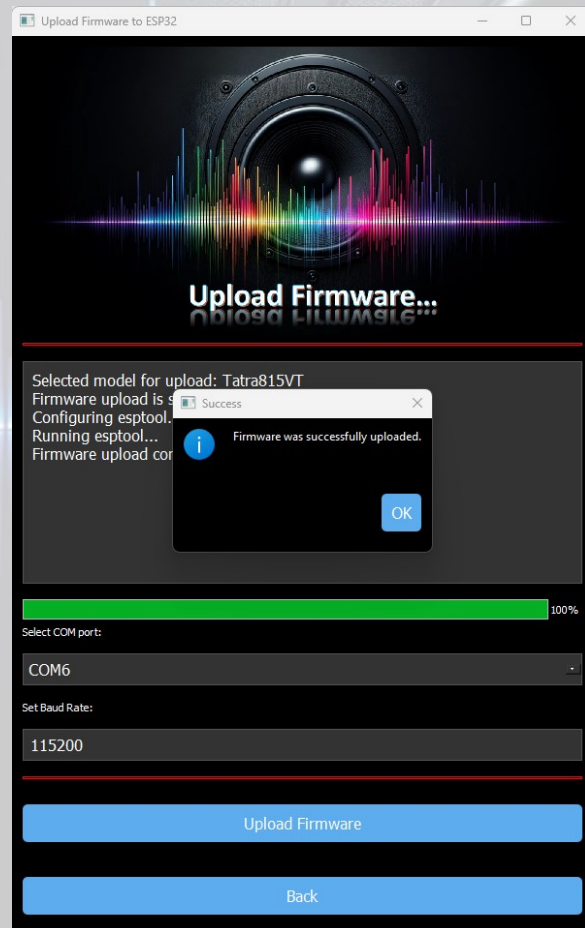 Upload Firmware to ESP32
Upload Firmware...
Selected model for upload: Tatra815VT
Firmware upload is
Configuring esptool.
Running esptool...
Firmware upload
Success
Firmware was successfully uploaded.
OK
100%
Select COM port:
COM6
Set Baud Rate:
115200
Upload Firmware
Back